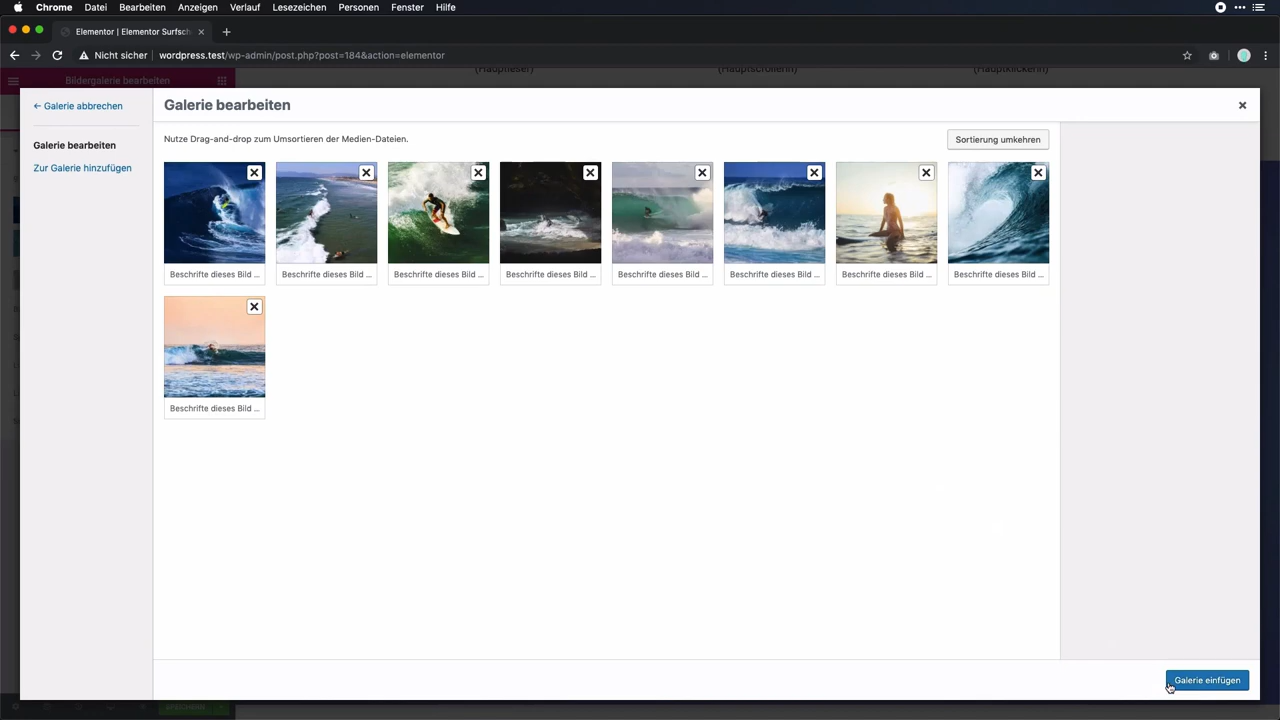 Chrome Datei Bearbeiten Anzeigen Verlauf Lesezeichen Personen Fenster Hilfe
Elementor | Elementor Surfsch
Nicht sicher | wordpress.test/wp-admin/post.php?post=184&action=elementor
Bildergalerie bearbeiten (Hauptleser) (Hauptscrollerin) (Hauptklickerin)
← Galerie abbrechen
Galerie bearbeiten
Galerie bearbeiten
Zur Galerie hinzufügen
Nutze Drag-and-drop zum Umsortieren der Medien-Dateien.
Sortierung umkehren
Beschrifte dieses Bild ... Beschrifte dieses Bild ... Beschrifte dieses Bild ... Beschrifte dieses Bild ... Beschrifte dieses Bild ... Beschrifte dieses Bild ... Beschrifte dieses Bild ... Beschrifte dieses Bild ...
Beschrifte dieses Bild ...
Galerie einfügen